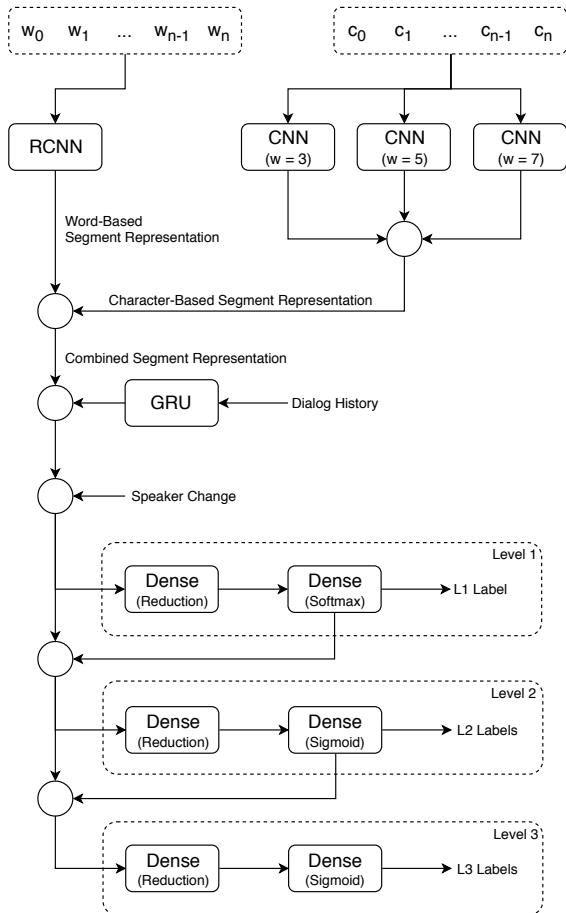 w0 w1 ... wn-1 wn
c0 c1 ... cn-1 cn
RCNN
CNN
(w = 3)
CNN
(w = 5)
CNN
(w = 7)
Word-Based
Segment Representation
Character-Based Segment Representation
Combined Segment Representation
GRU
Dialog History
Speaker Change
Level 1
Dense
(Reduction)
Dense
(Softmax)
L1 Label
Level 2
Dense
(Reduction)
Dense
(Sigmoid)
L2 Labels
Level 3
Dense
(Reduction)
Dense
(Sigmoid)
L3 Labels